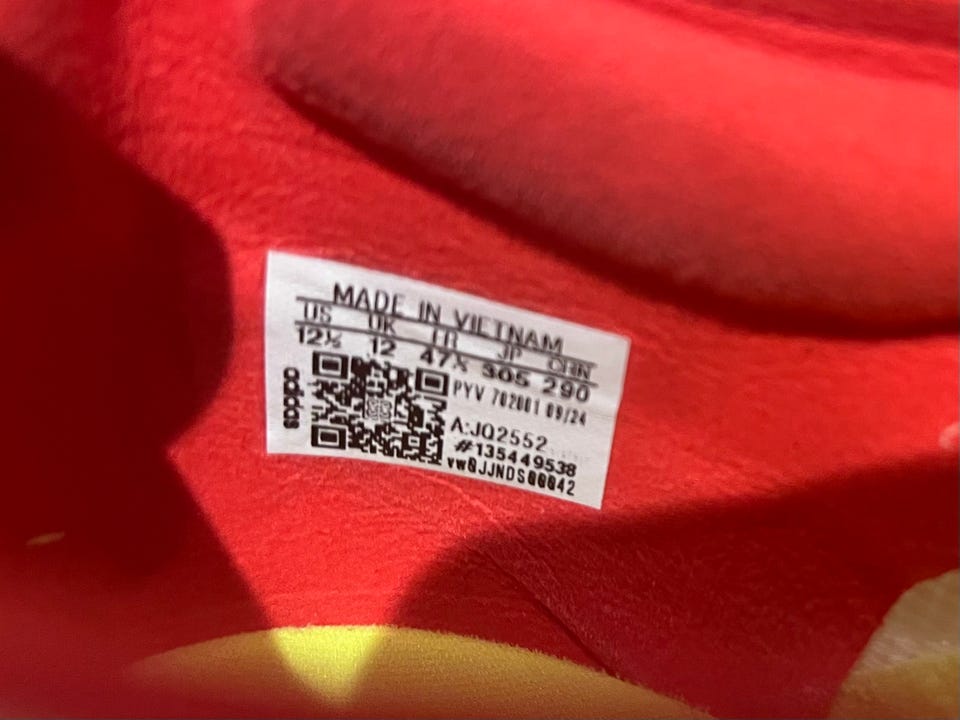 MADE IN VIETNAM
US UK FR JP CHN
12½ 12 47⅓ 305 290
adidas
PYV 702001 09/24
A:JQ2552
#135449538